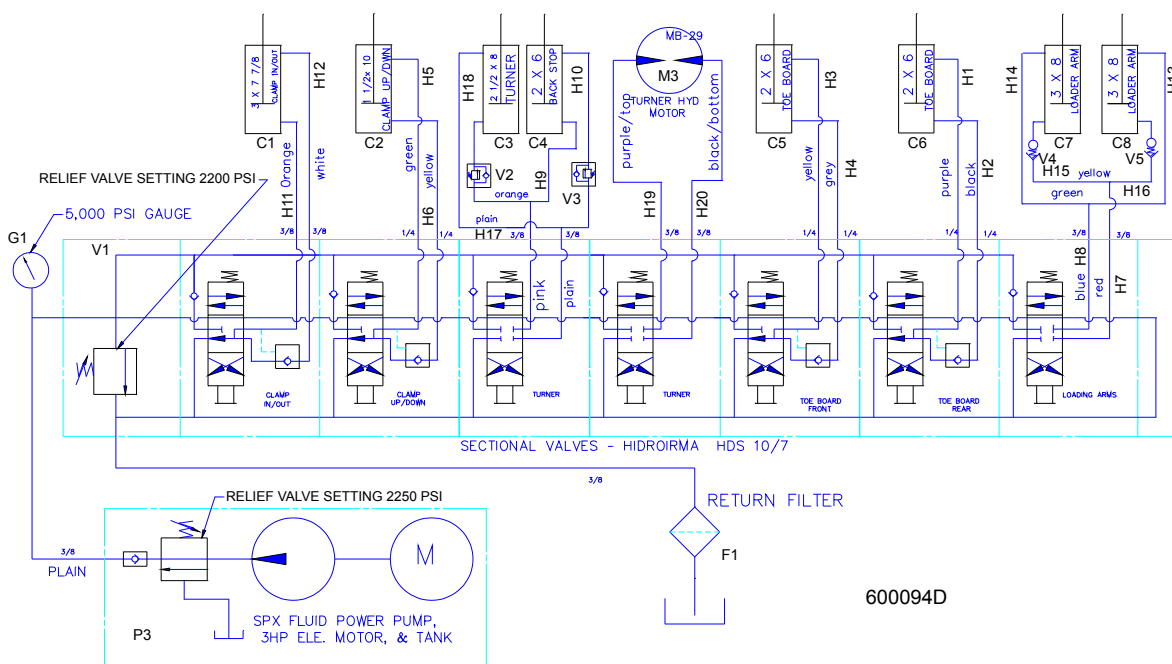 3 X 7 7/8
CLAMP IN/OUT
C1
H12
H11 Orange
white
1 1/2x 10
CLAMP UP/DWN
C2
H5
green
yellow
H6
H18
2 1/2 X 8
TURNER
C3
2 X 6
BACK STOP
C4
H10
V2
H9
orange
V3
plain
H17
MB-29
M3
TURNER HYD
MOTOR
purple/top
black/bottom
H19
H20
2 X 6
TOE BOARD
C5
H3
yellow
grey
H4
2 X 6
TOE BOARD
C6
H1
purple
black
H2
H14
3 X 8
LOADER ARM
C7
3 X 8
LOADER ARM
C8
H13
V4
V5
H15
yellow
H16
green
RELIEF VALVE SETTING 2200 PSI
5,000 PSI GAUGE
G1
V1
3/8
3/8
1/4
1/4
3/8
3/8
3/8
3/8
1/4
1/4
1/4
1/4
3/8
3/8
pink
plain
blue
H8
red
H7
CLAMP
IN/OUT
CLAMP
UP/DOWN
TURNER
TURNER
TOE BOARD
FRONT
TOE BOARD
REAR
LOADING ARMS
SECTIONAL VALVES - HIDROIRMA HDS 10/7
3/8
RELIEF VALVE SETTING 2250 PSI
RETURN FILTER
F1
3/8
PLAIN
M
P3
SPX FLUID POWER PUMP,
3HP ELE. MOTOR, & TANK
600094D